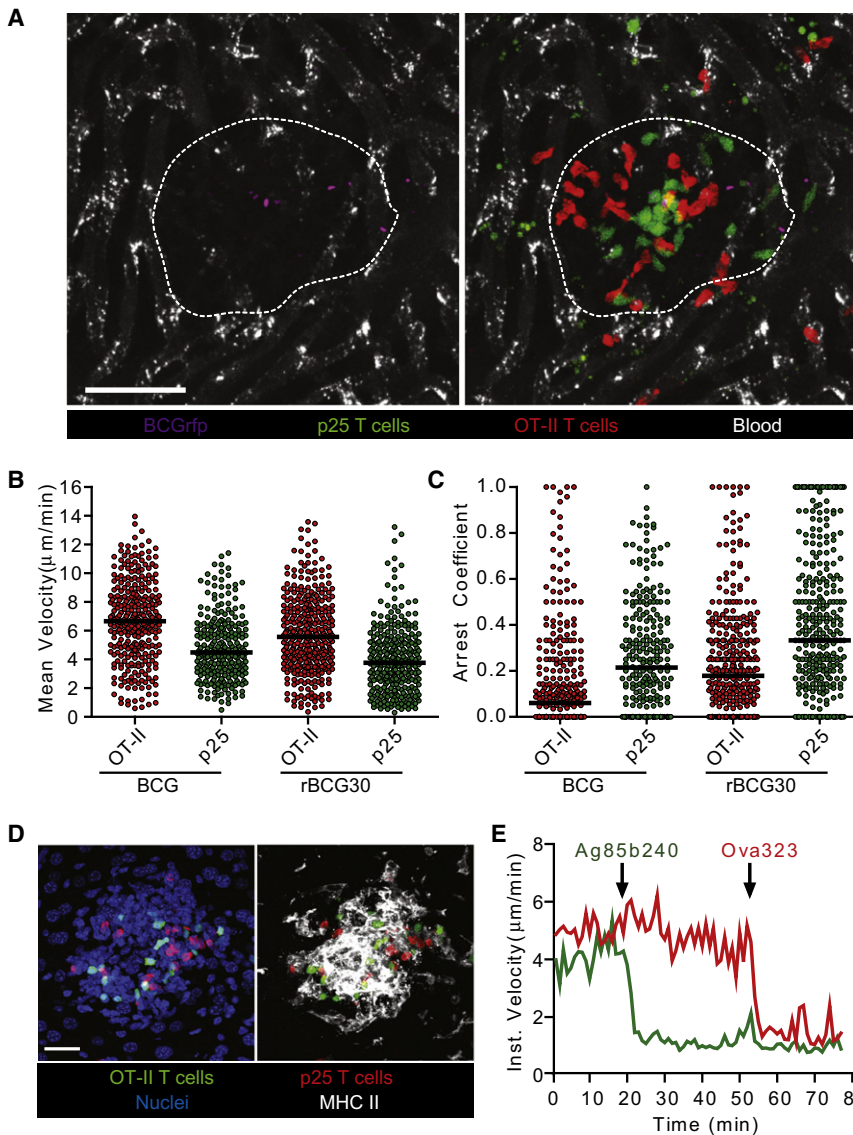 A
BCGrfp p25 T cells OT-II T cells Blood
B
Mean Velocity(μm/min)
16
14
12
10
8
6
4
2
0
OT-II p25 OT-II p25
BCG rBCG30
C
Arrest Coefficient
1.0
0.8
0.6
0.4
0.2
0.0
OT-II p25 OT-II p25
BCG rBCG30
D
OT-II T cells p25 T cells
Nuclei MHC II
E
Inst. Velocity(μm/min)
8
6
4
2
0
Ag85b240 Ova323
0 10 20 30 40 50 60 70 8
Time (min)